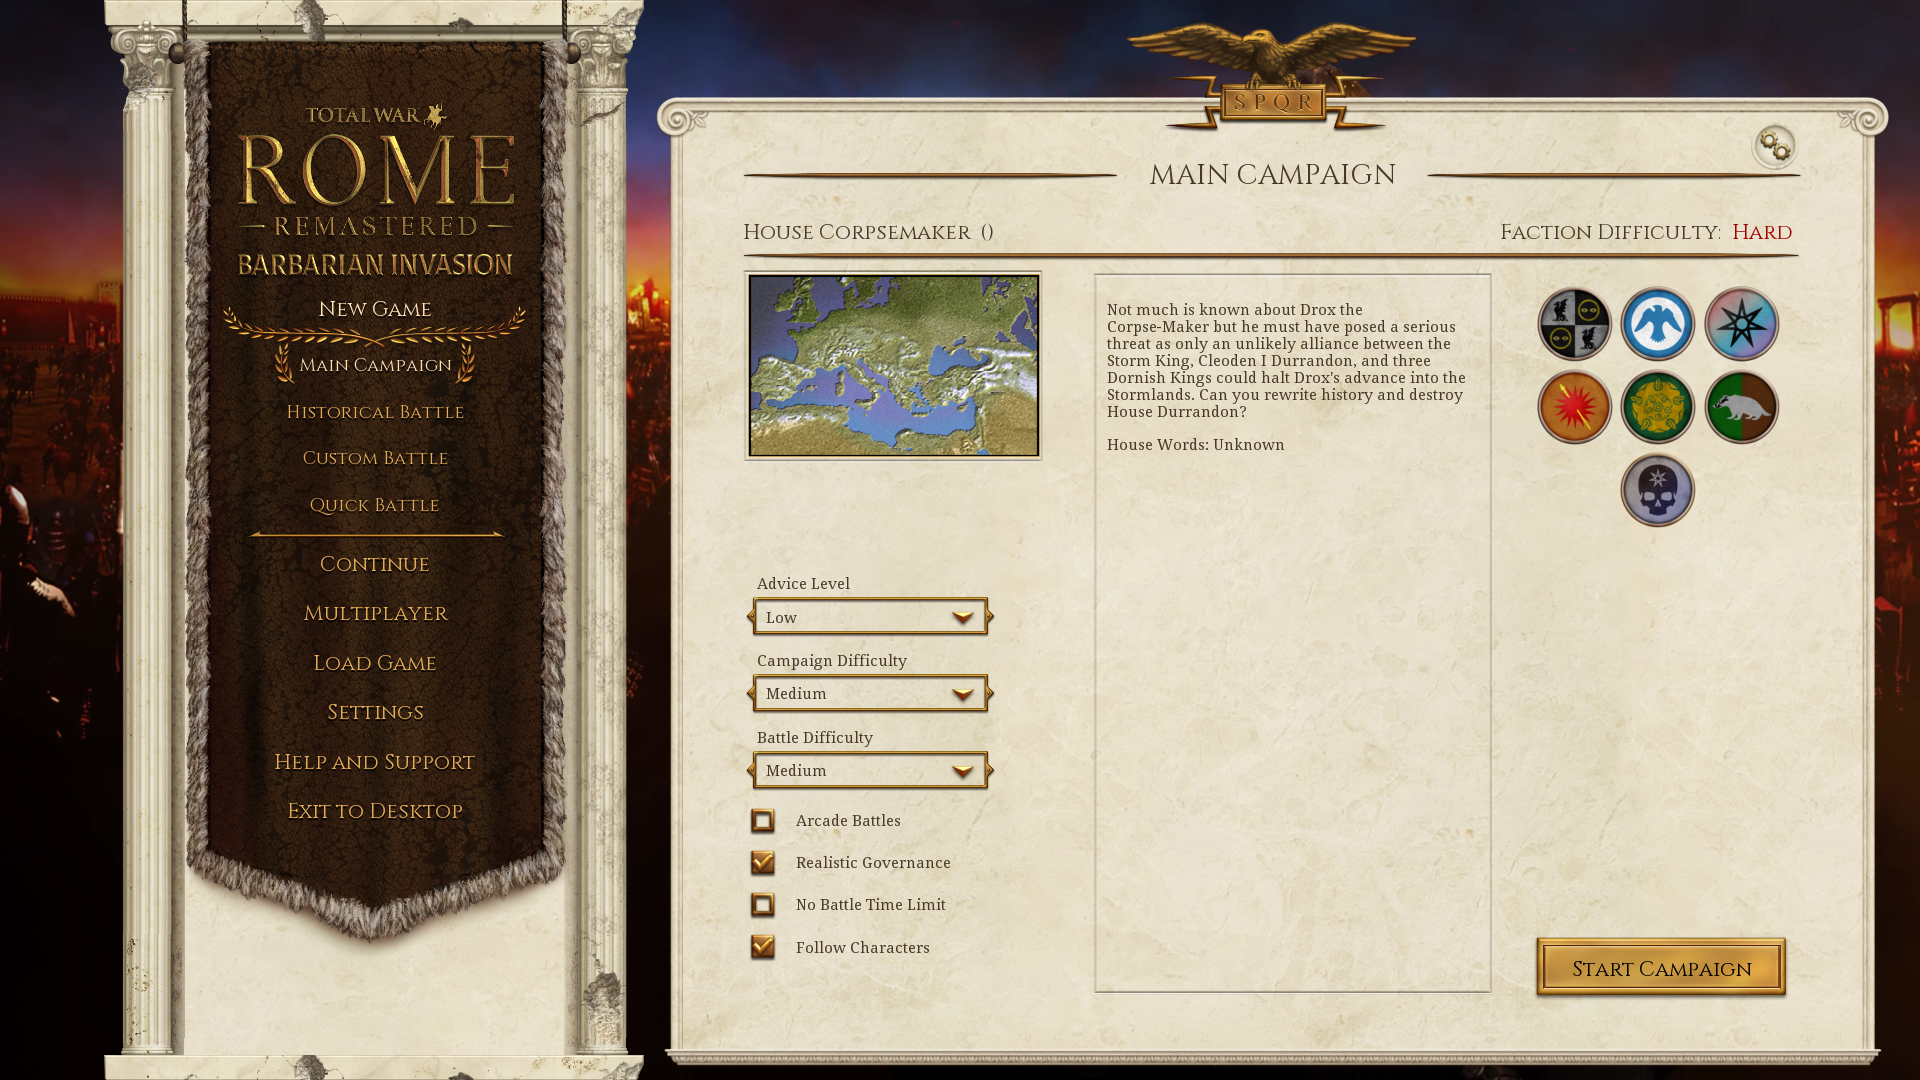 TOTAL WAR
ROME
REMASTERED
BARBARIAN INVASION
New Game
Main Campaign
Historical Battle
Custom Battle
Quick Battle
Continue
Multiplayer
Load Game
Settings
Help and Support
Exit to Desktop
SPQR
Main Campaign
House Corpsemaker ()
Faction Difficulty: Hard
Not much is known about Drox the
Corpse-Maker but he must have posed a serious
threat as only an unlikely alliance between the
Storm King, Cleoden I Durrandon, and three
Dornish Kings could halt Drox's advance into the
Stormlands. Can you rewrite history and destroy
House Durrandon?
House Words: Unknown
Advice Level
Low
Campaign Difficulty
Medium
Battle Difficulty
Medium
Arcade Battles
Realistic Governance
No Battle Time Limit
Follow Characters
Start Campaign